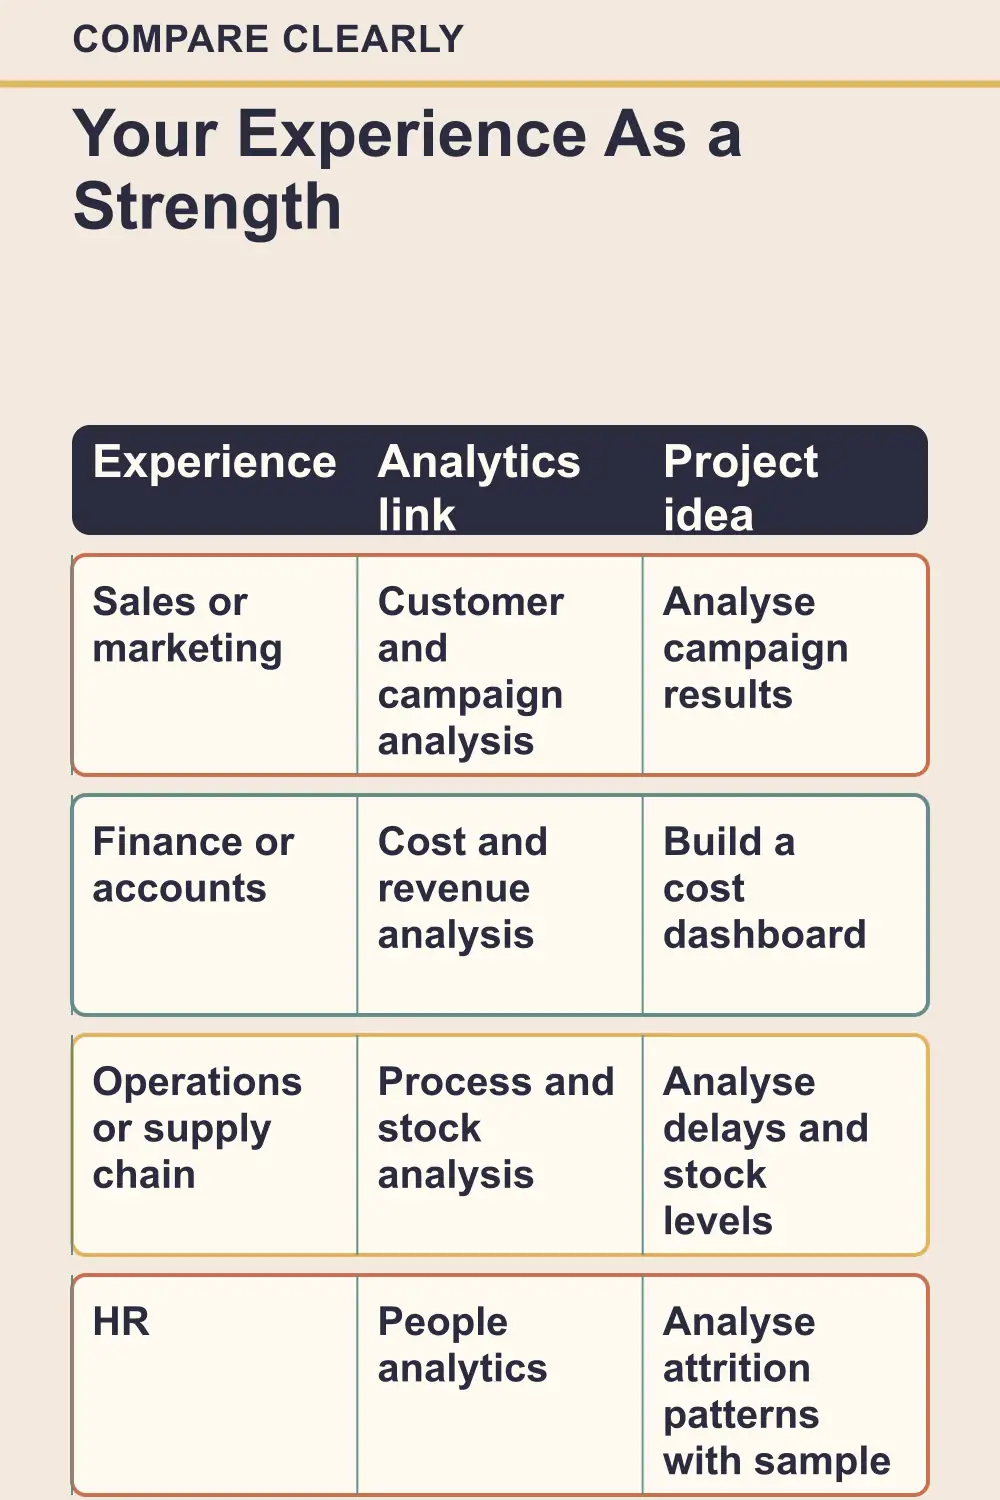 COMPARE CLEARLY
Your Experience As a
Strength
Experience
Analytics
link
Project
idea
Sales or
marketing
Customer
and
campaign
analysis
Analyse
campaign
results
Finance or
accounts
Cost and
revenue
analysis
Build a
cost
dashboard
Operations
or supply
chain
Process and
stock
analysis
Analyse
delays and
stock
levels
HR
People
analytics
Analyse
attrition
patterns
with sample